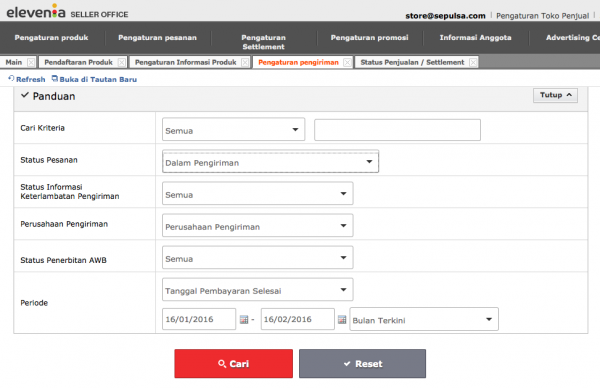 elevenia SELLER OFFICE
store@sepulsa.com | Pengaturan Toko Penjual |
Pengaturan produk Pengaturan pesanan Pengaturan Settlement Pengaturan promosi Informasi Anggota Advertising Ce
Main Pendaftaran Produk Pengaturan Informasi Produk Pengaturan pengiriman Status Penjualan / Settlement
Refresh Buka di Tautan Baru
Panduan Tutup
Cari Kriteria Semua
Status Pesanan Dalam Pengiriman
Status Informasi
Keterlambatan Pengiriman Semua
Perusahaan Pengiriman Perusahaan Pengiriman
Status Penerbitan AWB Semua
Periode Tanggal Pembayaran Selesai
16/01/2016 - 16/02/2016 Bulan Terkini
Cari Reset